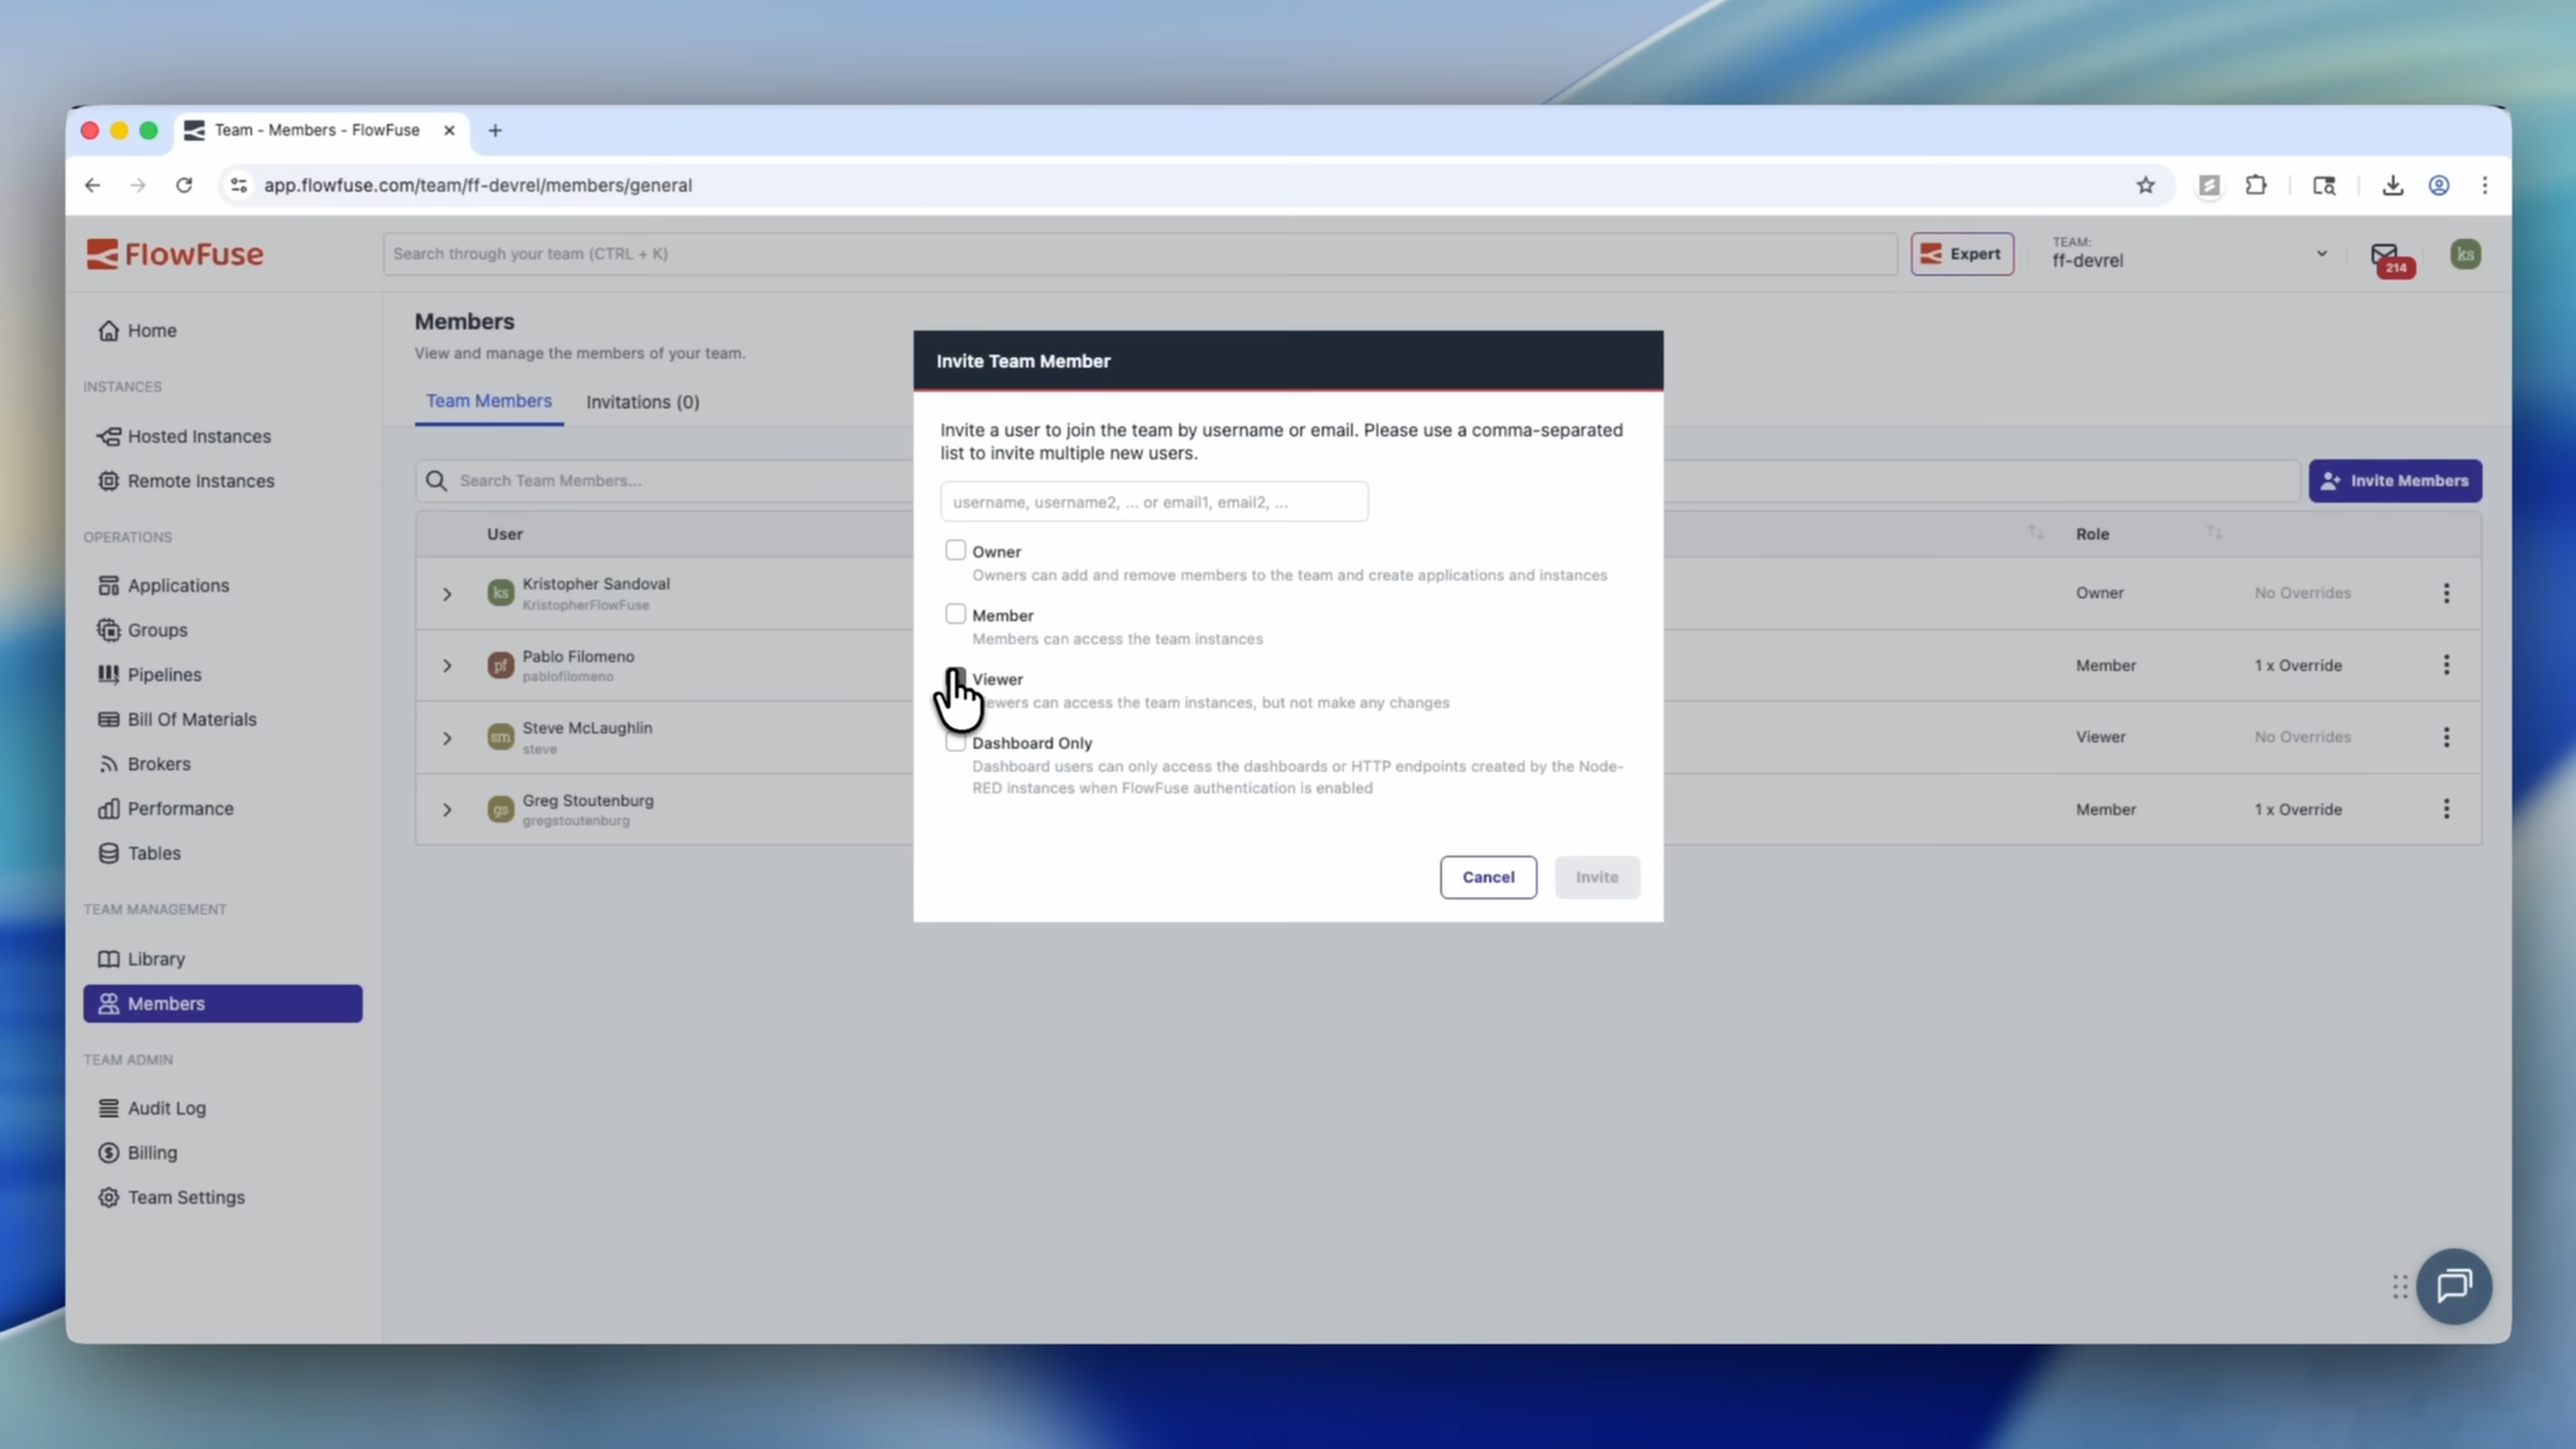 Team - Members - FlowFuse
app.flowfuse.com/team/ff-devrel/members/general
FlowFuse
Search through your team (CTRL + K)
Expert
TEAM:
ff-devrel
214
ks
Home
INSTANCES
Hosted Instances
Remote Instances
OPERATIONS
Applications
Groups
Pipelines
Bill Of Materials
Brokers
Performance
Tables
TEAM MANAGEMENT
Library
Members
TEAM ADMIN
Audit Log
Billing
Team Settings
Members
View and manage the members of your team.
Team Members
Invitations (0)
Search Team Members...
Invite Members
User
Role
ks
Kristopher Sandoval
KristopherFlowFuse
Owner
No Overrides
pf
Pablo Filomeno
pablofilomeno
Member
1 x Override
sm
Steve McLaughlin
steve
Viewer
No Overrides
gs
Greg Stoutenburg
gregstoutenburg
Member
1 x Override
Invite Team Member
Invite a user to join the team by username or email. Please use a comma-separated
list to invite multiple new users.
username, username2, ... or email1, email2, ...
Owner
Owners can add and remove members to the team and create applications and instances
Member
Members can access the team instances
Viewer
can access the team instances, but not make any changes
Dashboard Only
Dashboard users can only access the dashboards or HTTP endpoints created by the Node-
RED instances when FlowFuse authentication is enabled
Cancel
Invite